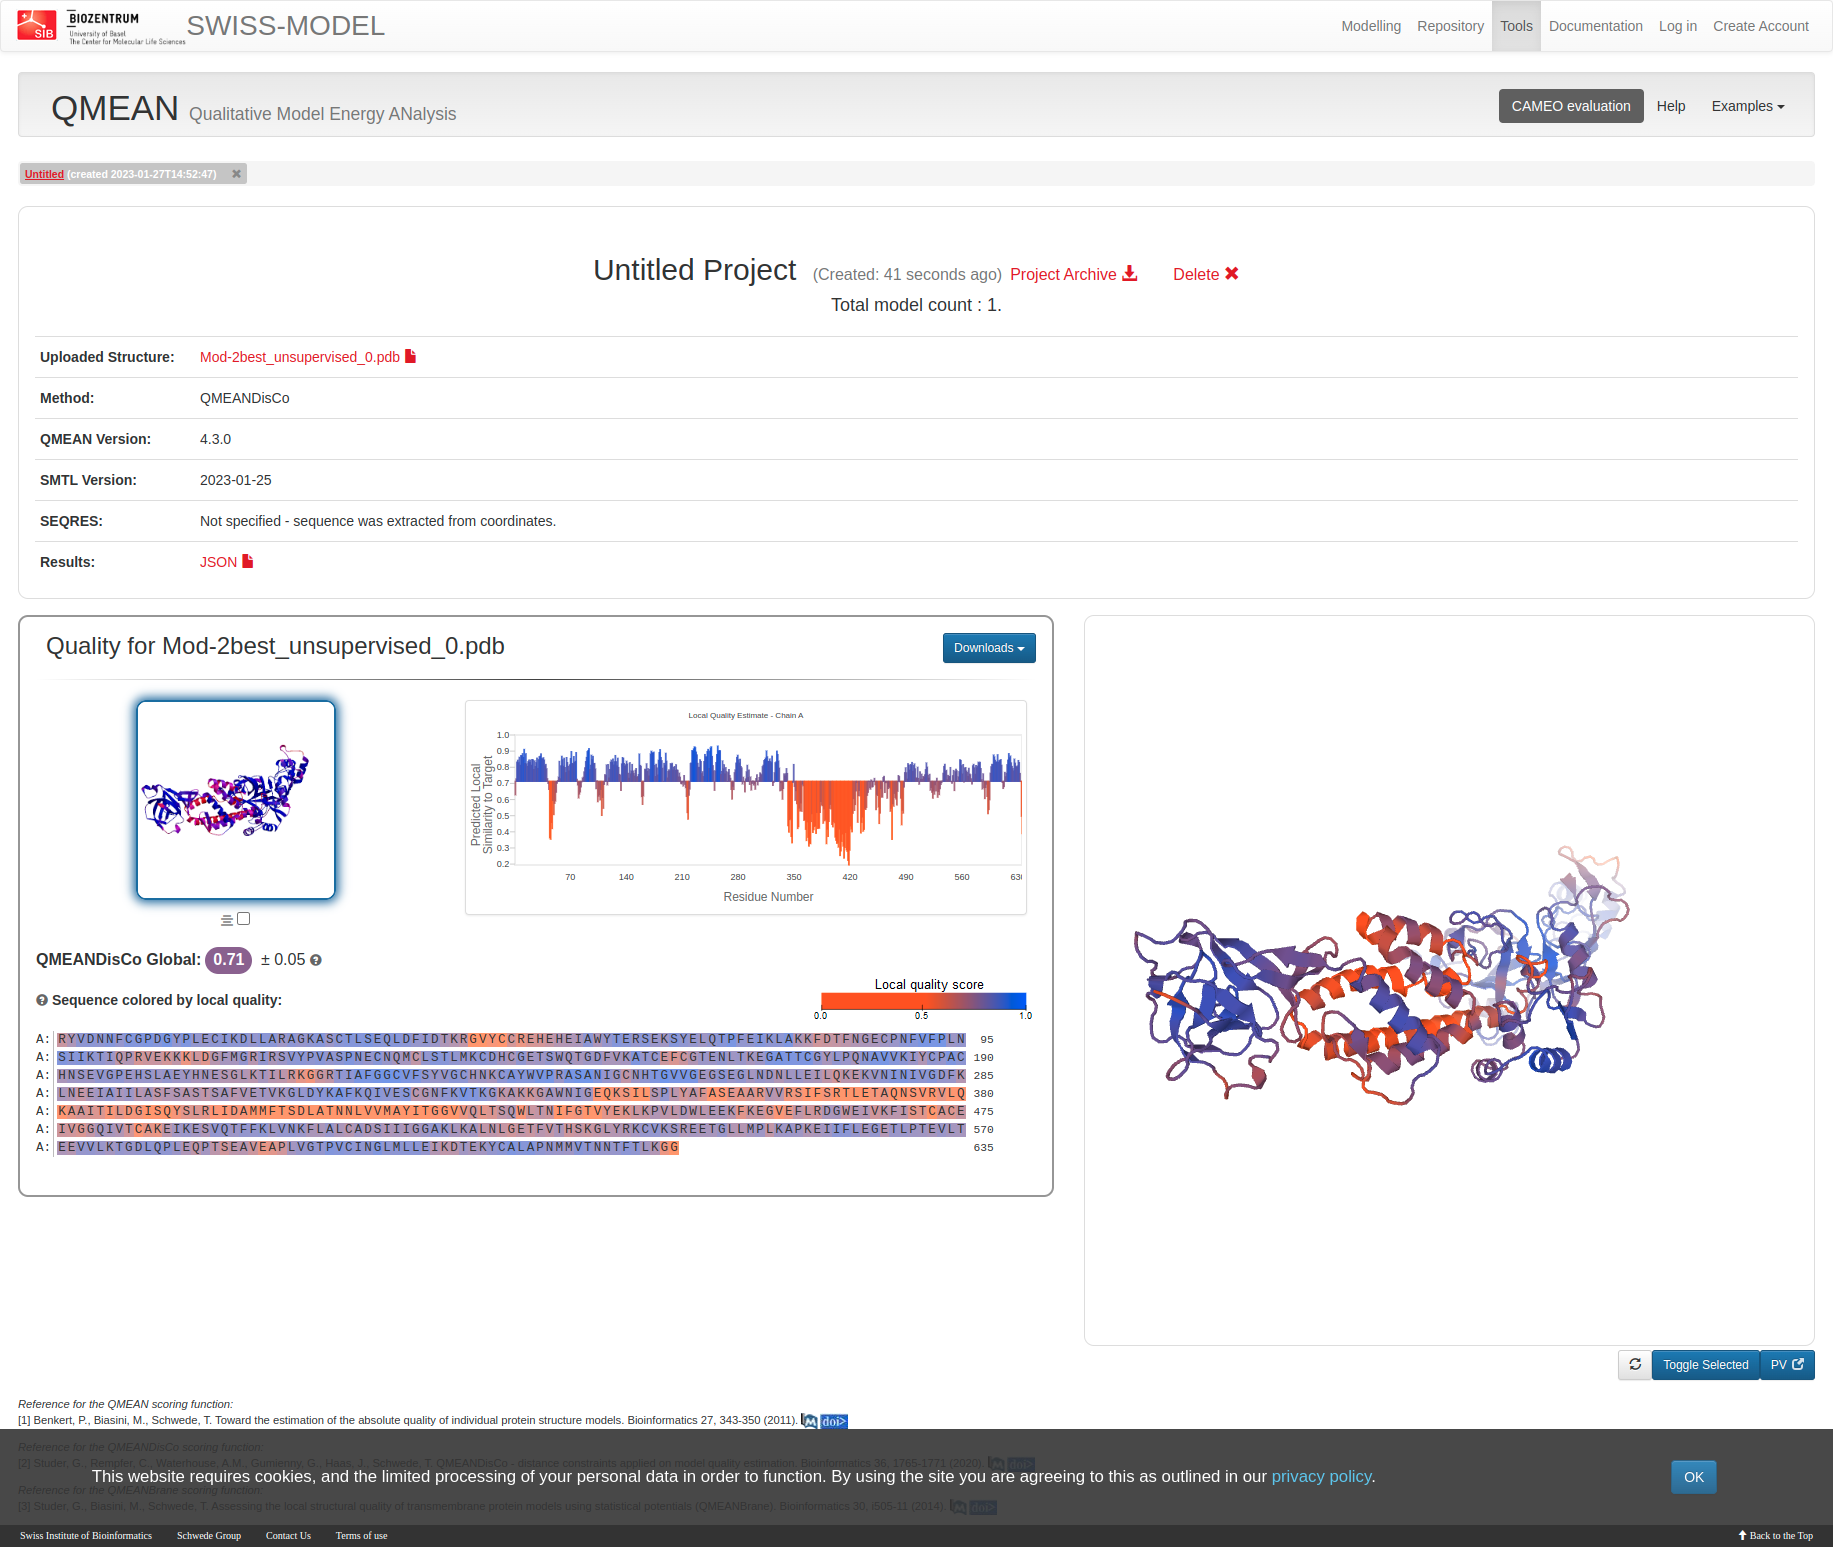 SIB
BIOZENTRUM
University of Basel
The Center for Molecular Life Sciences
SWISS-MODEL
Modelling
Repository
Tools
Documentation
Log in
Create Account
QMEAN Qualitative Model Energy ANalysis
CAMEO evaluation
Help
Examples
Untitled (created 2023-01-27T14:52:47)
Untitled Project (Created: 41 seconds ago) Project Archive Delete
Total model count : 1.
Uploaded Structure: Mod-2best_unsupervised_0.pdb
Method: QMEANDisCo
QMEAN Version: 4.3.0
SMTL Version: 2023-01-25
SEQRES: Not specified - sequence was extracted from coordinates.
Results: JSON
Quality for Mod-2best_unsupervised_0.pdb
Downloads
Local Quality Estimate - Chain A
Predicted Local
Similarity to Target
1.0
0.9
0.8
0.7
0.6
0.5
0.4
0.3
0.2
70 140 210 280 350 420 490 560
Residue Number
QMEANDisCo Global: 0.71 ± 0.05
Sequence colored by local quality:
Local quality score
0.0 0.5 1.0
A: RYVDNNFCGPDGYPLECIKDLLARAGKASCTLSEQLDFIDTKRGVYCCREHEHEIAWYTERSEKSYELQTPFEIKLAKKFDTFNGECPNFVFPLN 95
A: SIIKTIQPRVEKKKLDGFMGRIRSVYPVASPNECNQMCLSTLMKCDHCGETSWQTGDFVKATCEFCGTENLTKEGATTCGYLPQNAVVKIYCPAC 190
A: HNSEVGPEHSLAEYHNESGLKTILRKGGRTIAFGGCVFSYVGCHNKCAYWVPRASANIGCNHTGVVGEGSEGLNDNLLEILQKEKVNINIVGDFK 285
A: LNEEIAIILASFSASTSAFVETVKGLDYKAFKQIVESCGNFKVTKGKAKKGAWNIGEQKSILSPLYAFASEAARVVRSIFSRTLETAQNSVRVLQ 380
A: KAAITILDGISQYSLRLIDAMMFTSDLATNNLVVMAYITGGVVQLTSQWLTNIFGTVYEKLKPVLDWLEEKFKEGVEFLRDGWEIVKFISTCACE 475
A: IVGGQIVTCAKEIKESVQTFFKLVNKFLALCADSIIIGGAKLKALNLGETFVTHSKGLYRKCVKSREETGLLMPLKAPKEIIFLEGETLPTEVLT 570
A: EEVVLKTGDLQPLEQPTSEAVEAPLVGTPVCINGLMLLEIKDTEKYCALAPNMMVTNNTFTLKGG 635
Toggle Selected
PV
Reference for the QMEAN scoring function:
[1] Benkert, P., Biasini, M., Schwede, T. Toward the estimation of the absolute quality of individual protein structure models. Bioinformatics 27, 343-350 (2011). doi>
Reference for the QMEANDisCo scoring function:
[2] Studer, G., Rempfer, C., Waterhouse, A.M., Gumienny, G., Haas, J., Schwede, T. QMEANDisCo - distance constraints applied on model quality estimation. Bioinformatics 36, 1765-1771 (2020). doi>
This website requires cookies, and the limited processing of your personal data in order to function. By using the site you are agreeing to this as outlined in our privacy policy.
OK
Reference for the QMEANBrane scoring function:
[3] Studer, G., Biasini, M., Schwede, T. Assessing the local structural quality of transmembrane protein models using statistical potentials (QMEANBrane). Bioinformatics 30, i505-11 (2014). doi>
Swiss Institute of Bioinformatics
Schwede Group
Contact Us
Terms of use
Back to the Top